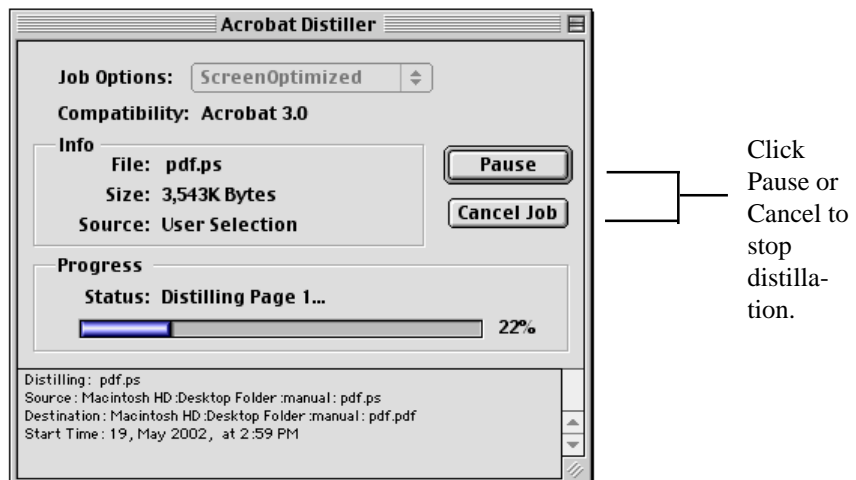 Acrobat Distiller
Job Options: ScreenOptimized
Compatibility: Acrobat 3.0
Info
File: pdf.ps
Size: 3,543K Bytes
Source: User Selection
Pause
Cancel Job
Progress
Status: Distilling Page 1...
22%
Distilling: pdf.ps
Source: Macintosh HD:Desktop Folder:manual: pdf.ps
Destination: Macintosh HD:Desktop Folder:manual: pdf.pdf
Start Time: 19, May 2002, at 2:59 PM
Click
Pause or
Cancel to
stop
distilla-
tion.